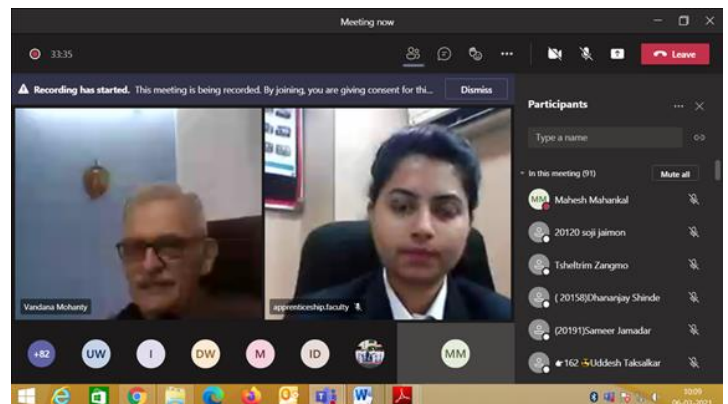 Meeting now
33:35
Leave
Recording has started. This meeting is being recorded. By joining, you are giving consent for thi...
Dismiss
Vandana Mohanty
apprenticeship.faculty
+82
UW
I
DW
M
ID
MM
Participants
Type a name
In this meeting (91)
Mute all
MM Mahesh Mahankal
20120 soji jaimon
Tsheltrim Zangmo
( 20158)Dhananjay Shinde
(20191)Sameer Jamadar
162 Uddesh Taksalkar
10:09
06-03-2021